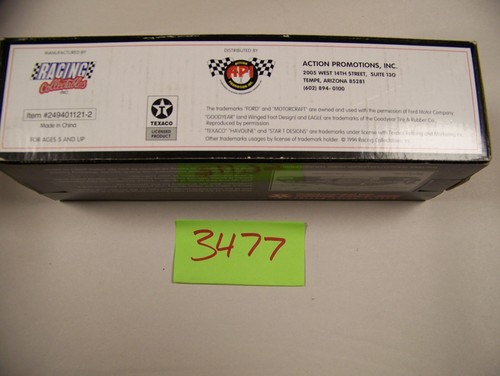 MANUFACTURED BY
RACING
Collectables
INC.
Item #249401121-2
Made in China
FOR AGES 8 AND UP
DISTRIBUTED BY
API
ACTION PROMOTIONS, INC.
2005 WEST 14TH STREET, SUITE 130
TEMPE, ARIZONA 85281
(602) 894-0100
TEXACO
LICENSED
PRODUCT
The trademarks "FORD" and "MOTORCRAFT" are owned and used with the permission of Ford Motor Company.
"GOODYEAR" (and Winged Foot Design) and EAGLE are trademarks of the Goodyear Tire & Rubber Co.
"TEXACO" "HAVOLINE" and "STAR T DESIGNS" are trademarks under license
Other trademarks usages by license of trademark holder. © 1994 Racing Collectables Inc.
3477